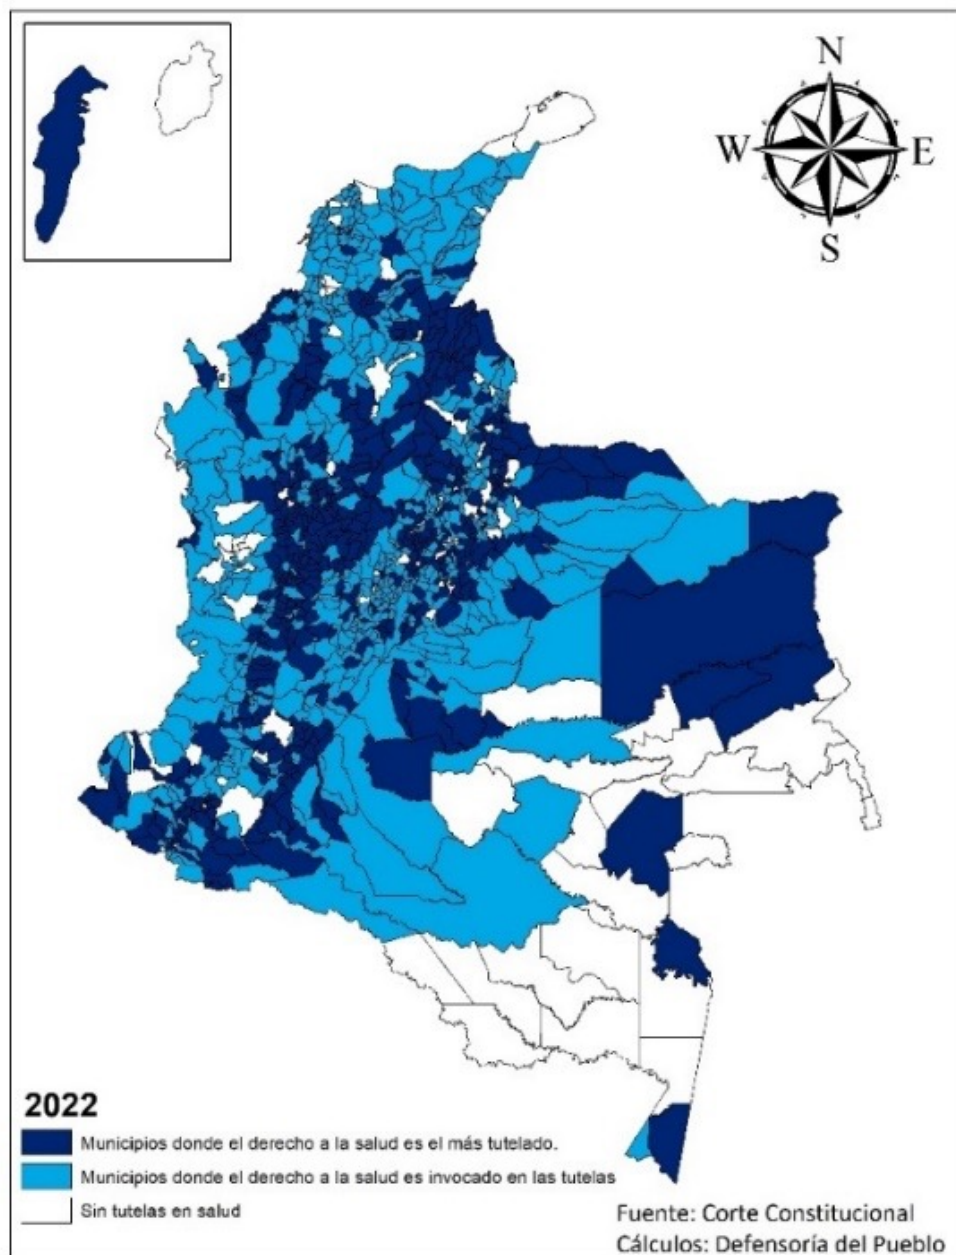 N
W
E
S
2022
Municipios donde el derecho a la salud es el más tutelado.
Municipios donde el derecho a la salud es invocado en las tutelas
Sin tutelas en salud
Fuente: Corte Constitucional
Cálculos: Defensoría del Pueblo